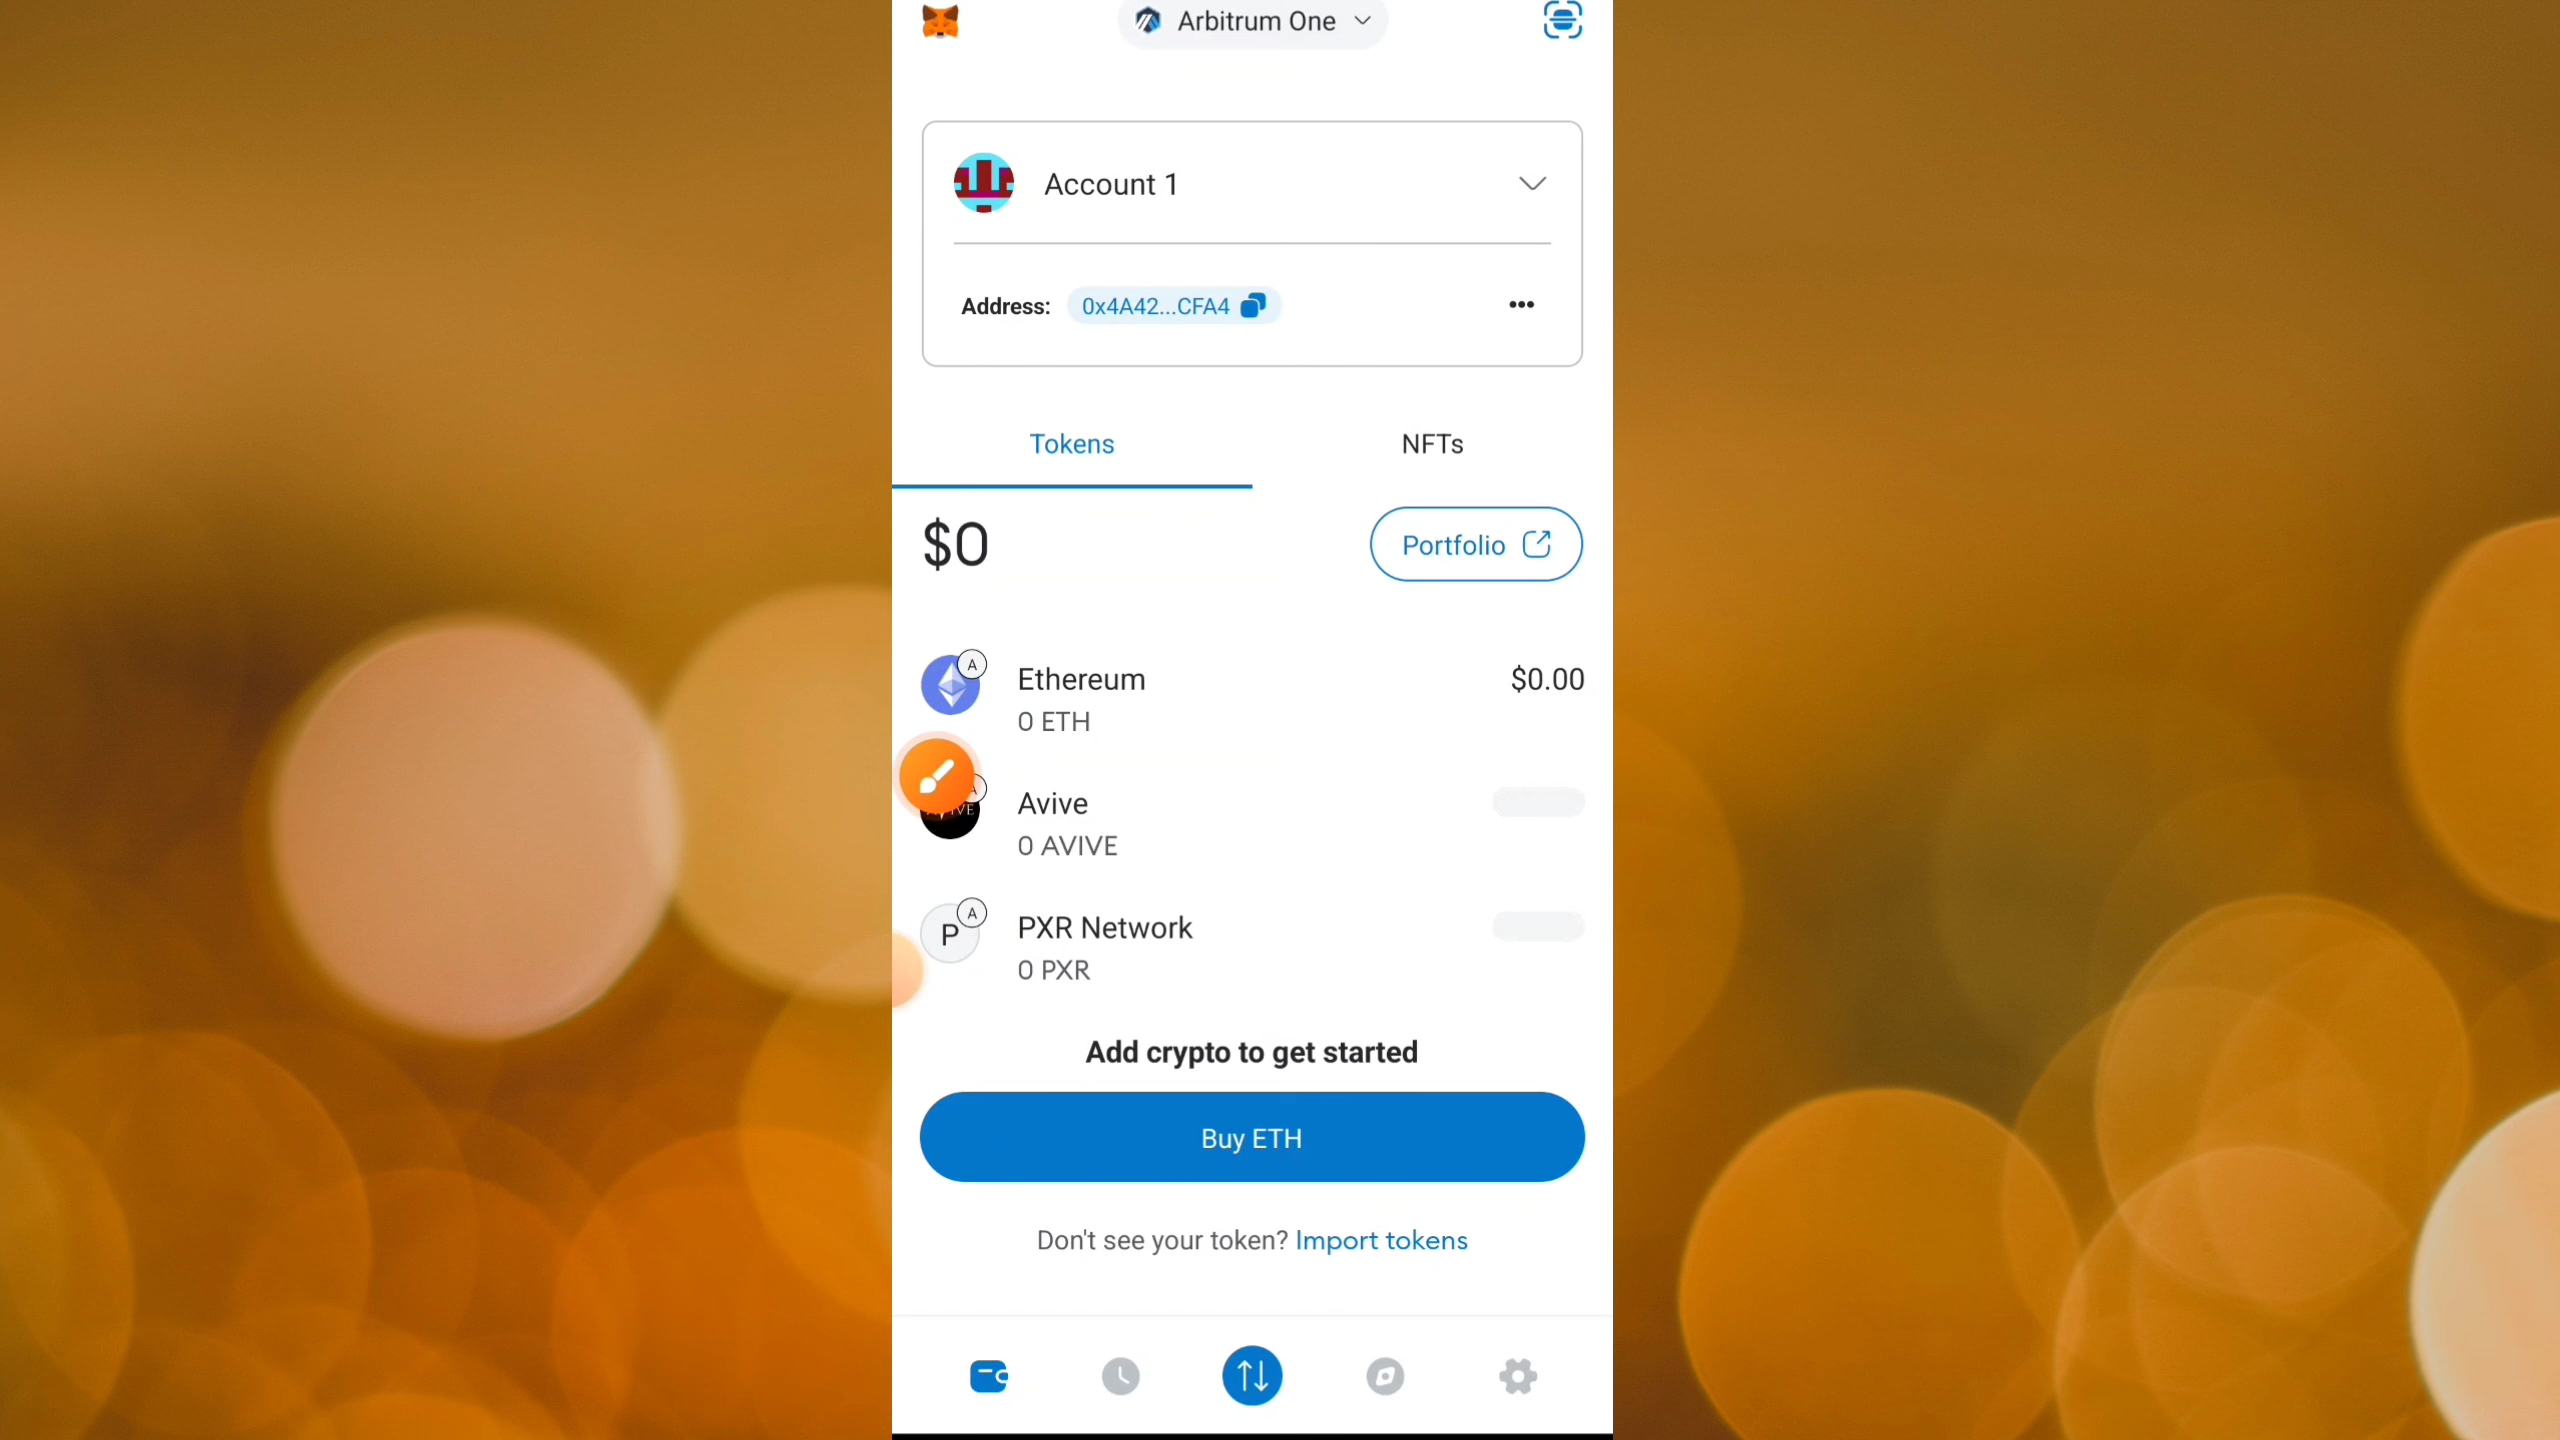 Arbitrum One
Account 1
Address: 0x4A42...CFA4
Tokens
NFTs
$0
Portfolio
A
Ethereum
$0.00
0 ETH
Avive
0 AVIVE
A
P
PXR Network
0 PXR
Add crypto to get started
Buy ETH
Don't see your token? Import tokens